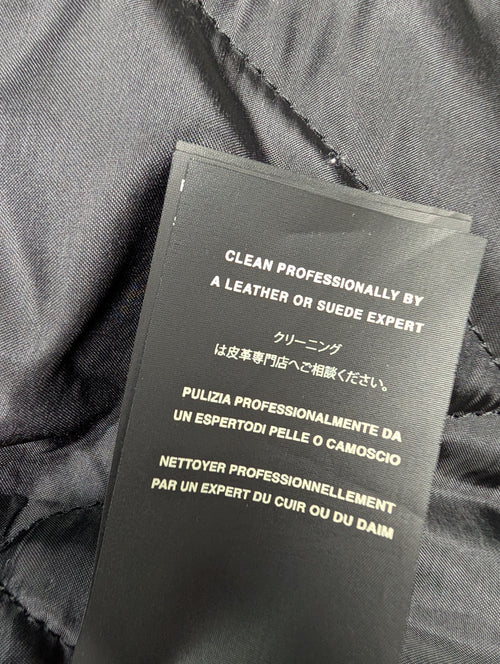 CLEAN PROFESSIONALLY BY
A LEATHER OR SUEDE EXPERT
クリーニング
は皮革専門店へご相談ください。
PULIZIA PROFESSIONALMENTE DA
UN ESPERTODI PELLE O CAMOSCIO
NETTOYER PROFESSIONNELLEMENT
PAR UN EXPERT DU CUIR OU DU DAIM